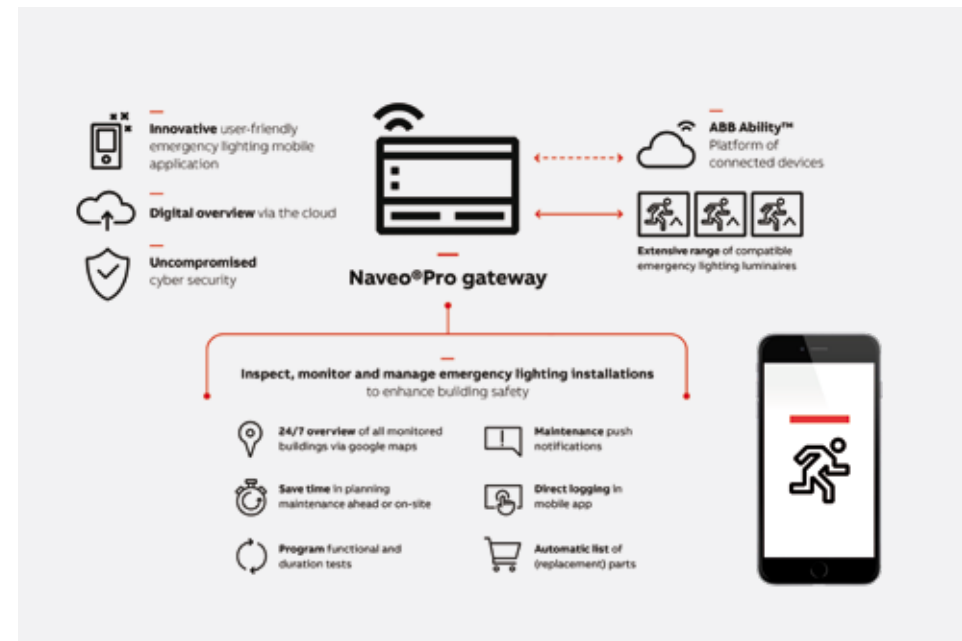 Innovative user-friendly
emergency lighting mobile
application
Digital overview via the cloud
Uncompromised
cyber security
Naveo®Pro gateway
ABB Ability™
Platform of
connected devices
Extensive range of compatible
emergency lighting luminaires
Inspect, monitor and manage emergency lighting installations
to enhance building safety
24/7 overview of all monitored
buildings via google maps
Save time in planning
maintenance ahead or on-site
Program functional and
duration tests
Maintenance push
notifications
Direct logging in
mobile app
Automatic list of
(replacement) parts